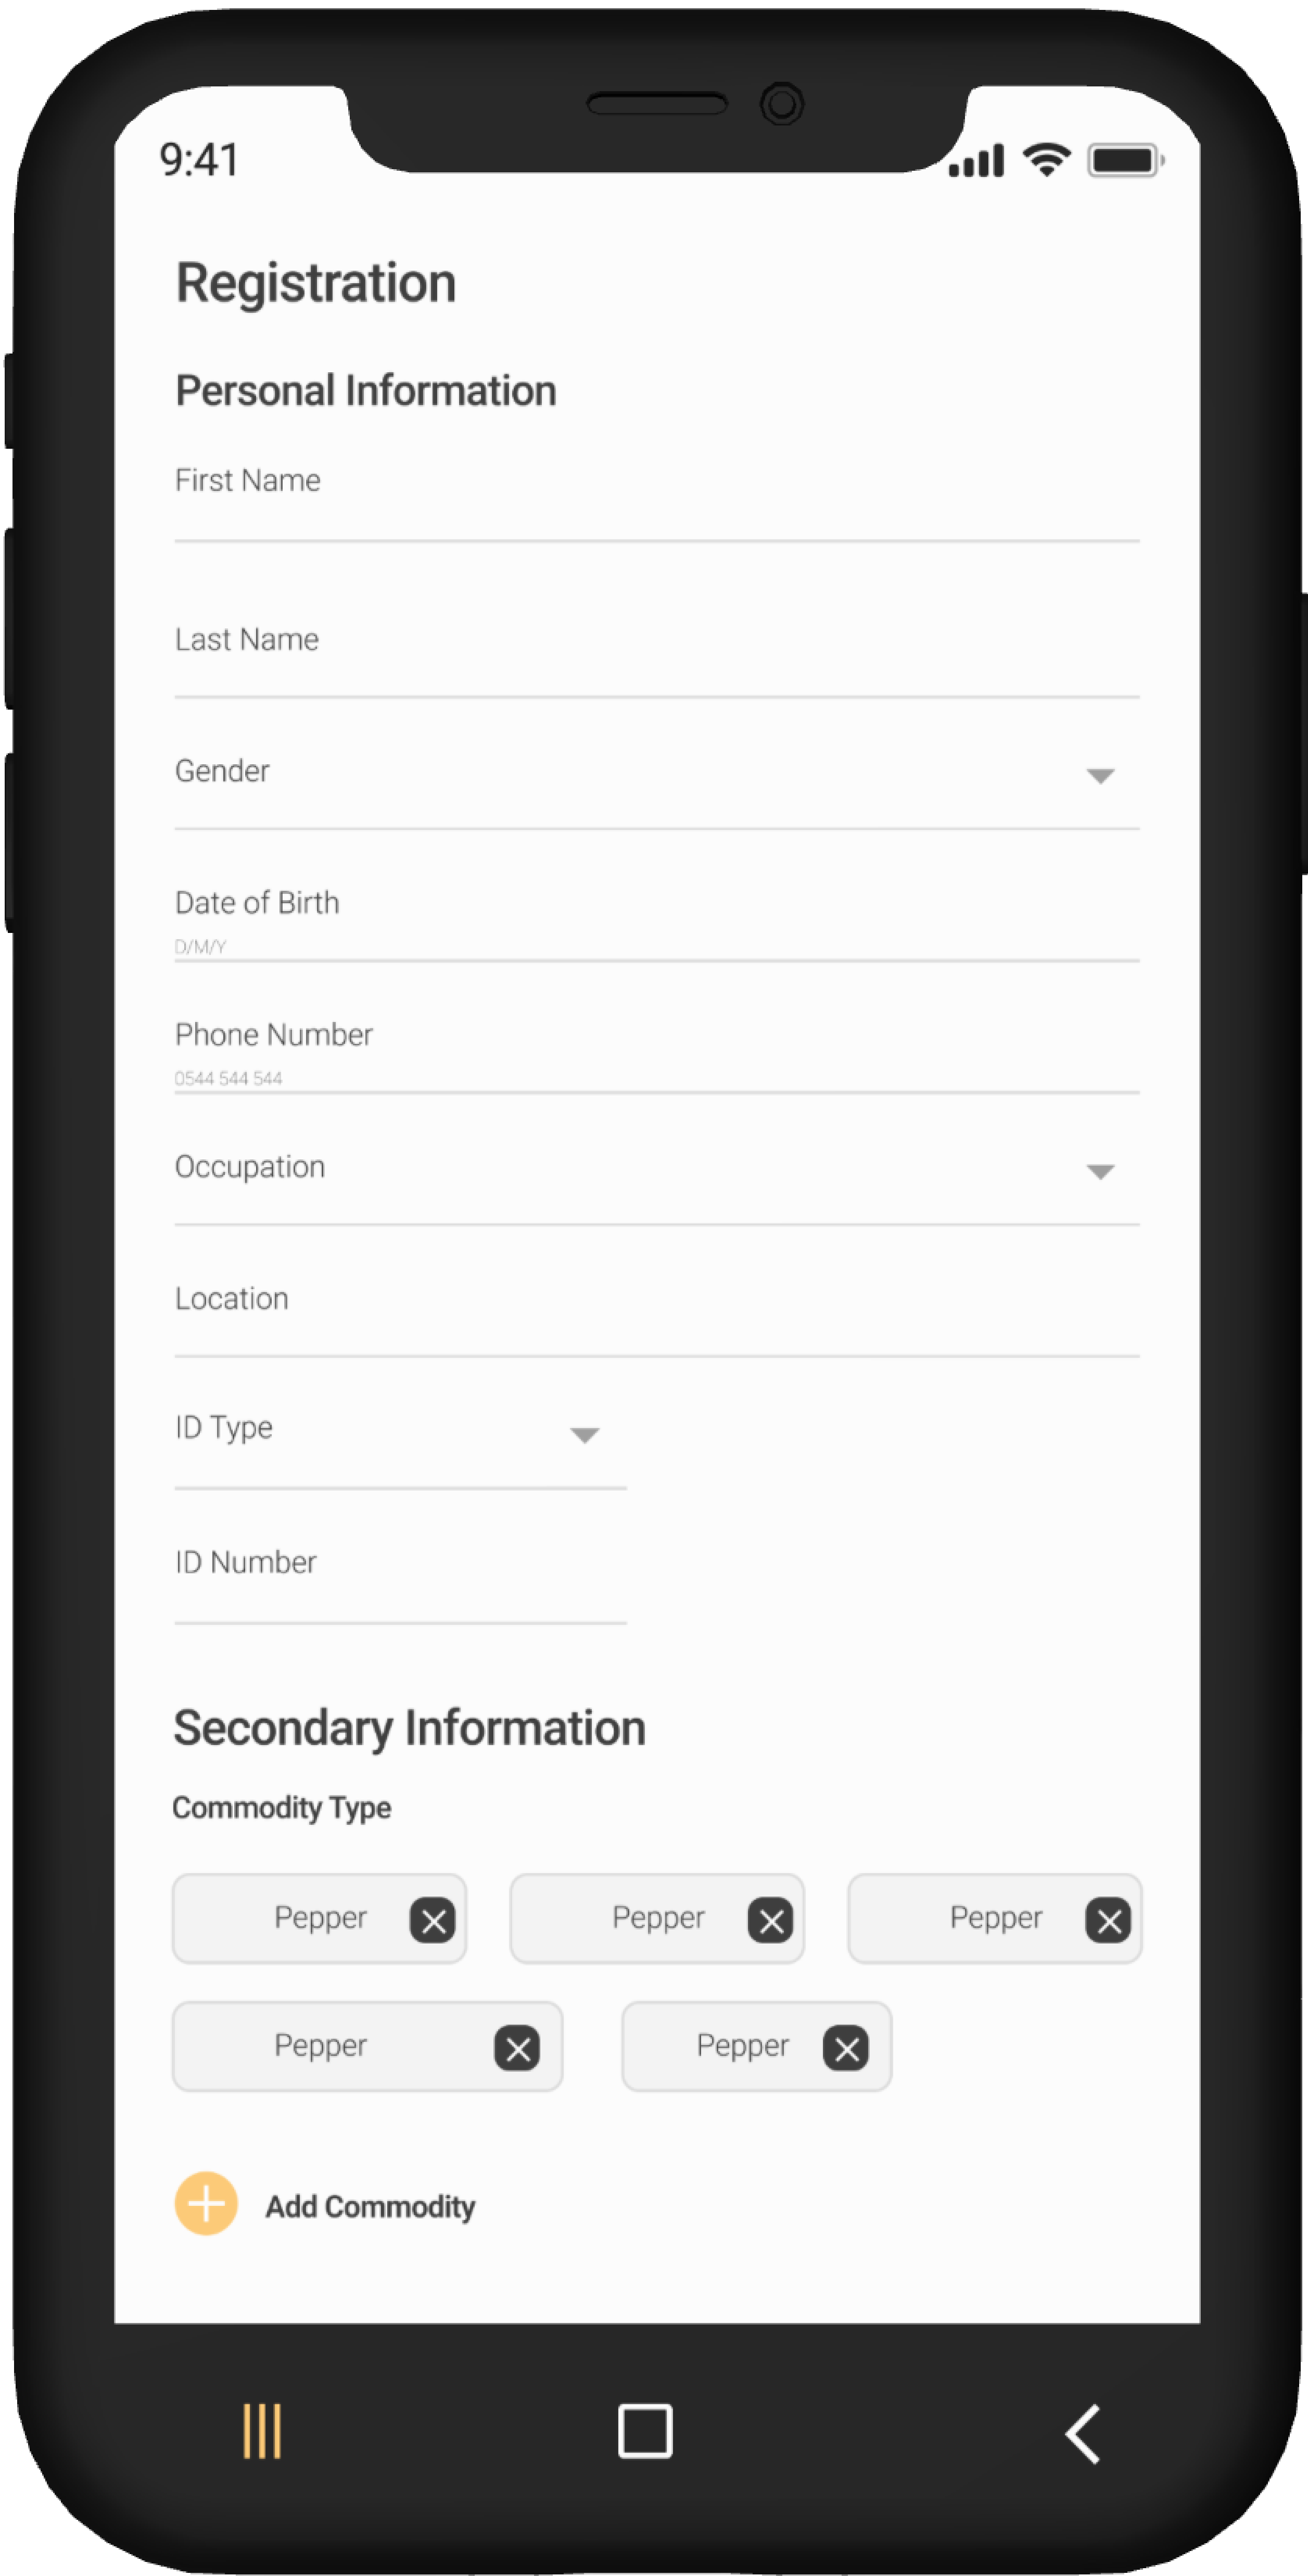 9:41
Registration
Personal Information
First Name
Last Name
Gender
Date of Birth
D/M/Y
Phone Number
0544 544 544
Occupation
Location
ID Type
ID Number
Secondary Information
Commodity Type
Pepper Pepper Pepper
Pepper Pepper
Add Commodity